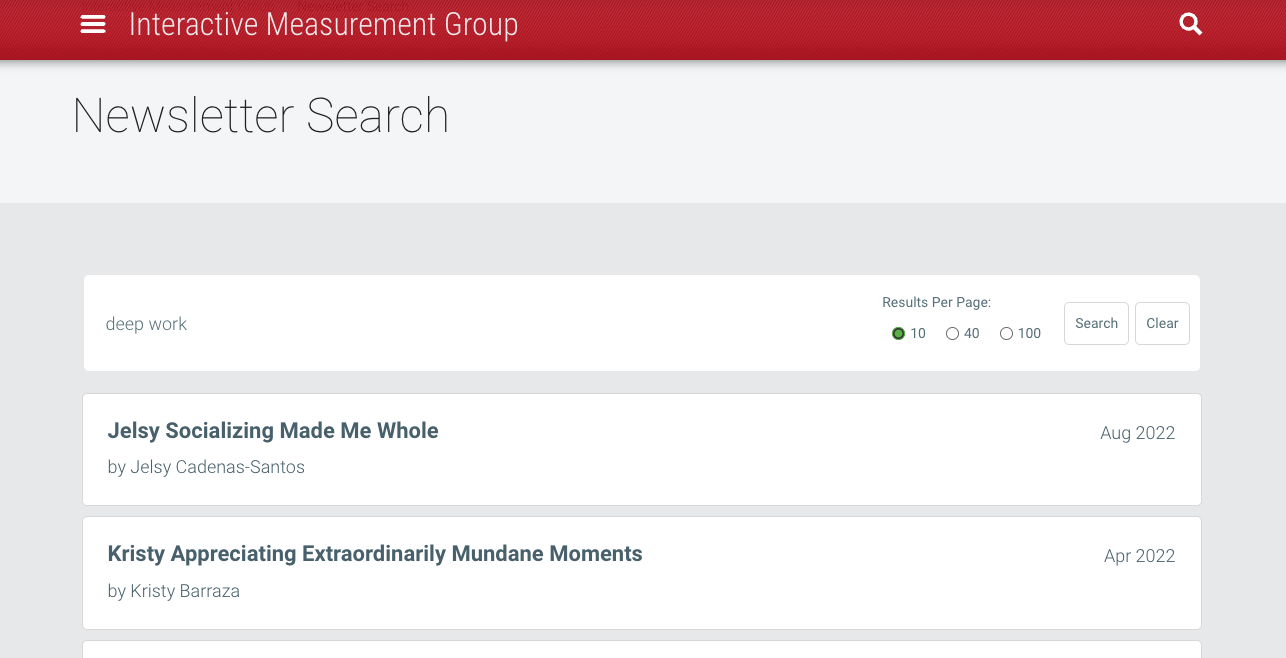 Interactive Measurement Group
Newsletter Search
deep work
Results Per Page:
10 40 100
Search Clear
Jelsy Socializing Made Me Whole
Aug 2022
by Jelsy Cadenas-Santos
Kristy Appreciating Extraordinarily Mundane Moments
Apr 2022
by Kristy Barraza